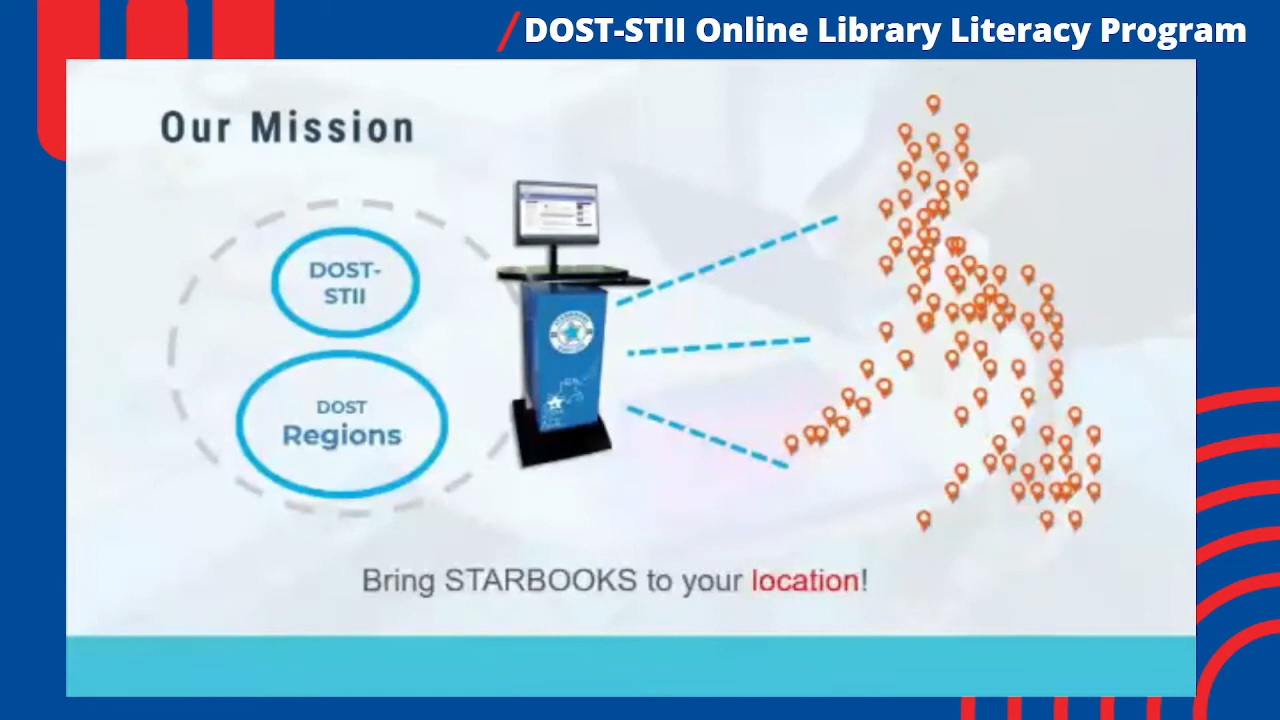 /DOST-STII Online Library Literacy Program
Our Mission
DOST-
STII
DOST
Regions
Bring STARBOOKS to your location!